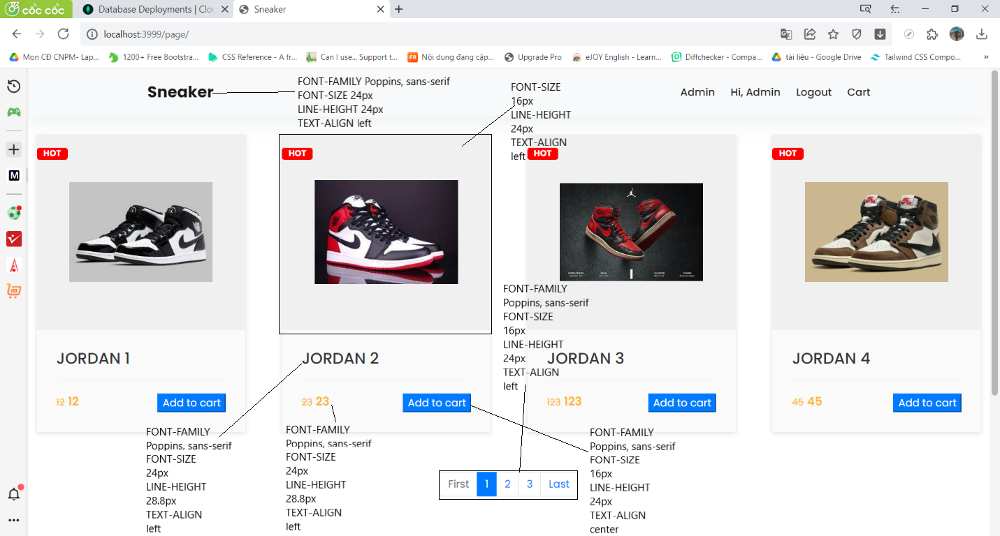 cốc cốc
Database Deployments | Clou
Sneaker
localhost:3999/page/
Mon CĐ CNPM- Lap...
1200+ Free Bootstra...
CSS Reference - A fr...
Can I use... Support t...
F8
Nội dung đang cập...
Upgrade Pro
eJOY English - Learn...
Diffchecker - Compa...
tài liệu - Google Drive
Tailwind CSS Compo...
»
Sneaker
FONT-FAMILY Poppins, sans-serif
FONT-SIZE 24px
LINE-HEIGHT 24px
TEXT-ALIGN left
FONT-SIZE
16px
LINE-HEIGHT
24px
TEXT-ALIGN
left
Admin
Hi, Admin
Logout
Cart
M
HOT
HOT
HOT
HOT
FONT-FAMILY
Poppins, sans-serif
FONT-SIZE
16px
LINE-HEIGHT
24px
TEXT-ALIGN
left
JORDAN 1
JORDAN 2
JORDAN 3
JORDAN 4
12 12
Add to cart
23 23
Add to cart
123 123
Add to cart
45 45
Add to cart
FONT-FAMILY
Poppins, sans-serif
FONT-SIZE
24px
LINE-HEIGHT
28.8px
TEXT-ALIGN
left
FONT-FAMILY
Poppins, sans-serif
FONT-SIZE
24px
LINE-HEIGHT
28.8px
TEXT-ALIGN
left
FONT-FAMILY
Poppins, sans-serif
FONT-SIZE
16px
LINE-HEIGHT
24px
TEXT-ALIGN
center
First 1 2 3 Last